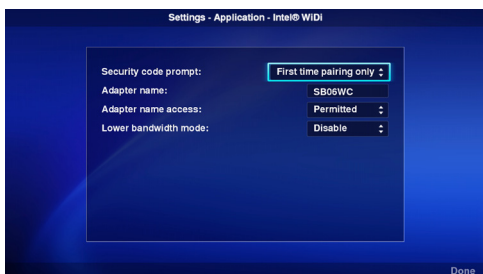 Settings - Application - Intel® WiDi
Security code prompt: First time pairing only
Adapter name: SB06WC
Adapter name access: Permitted
Lower bandwidth mode: Disable
Done